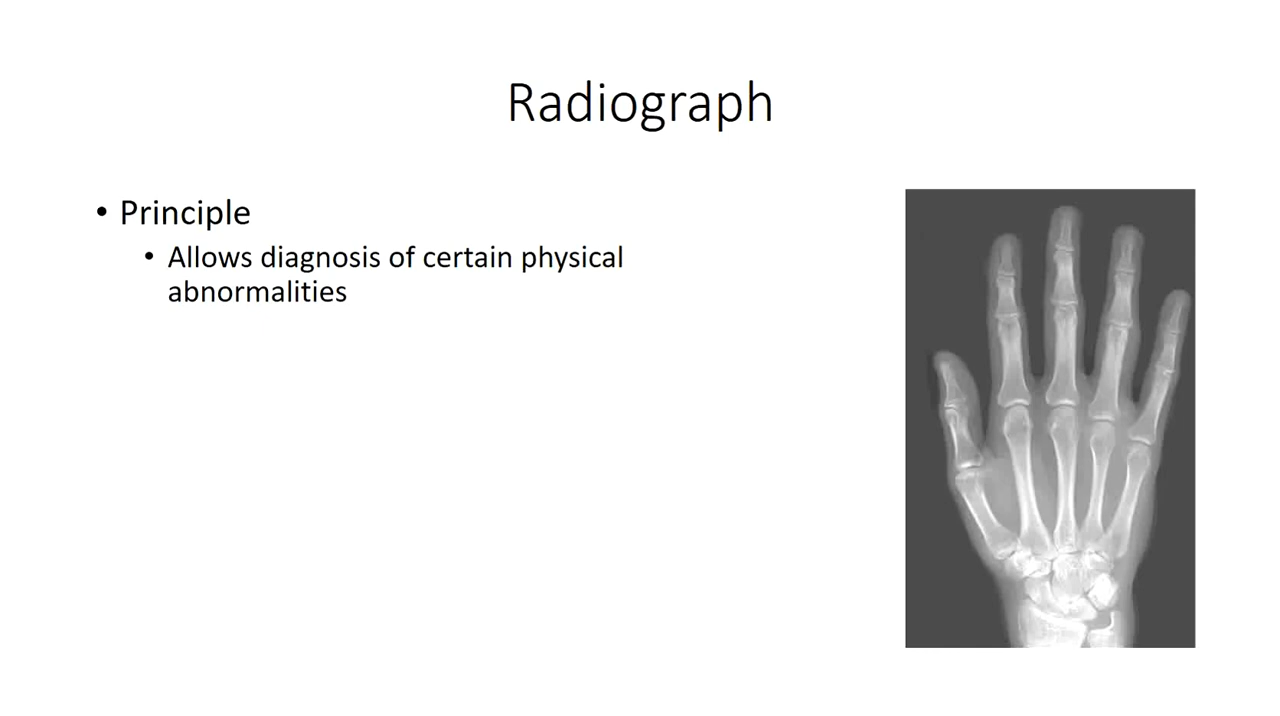 Radiograph
• Principle
• Allows diagnosis of certain physical
abnormalities